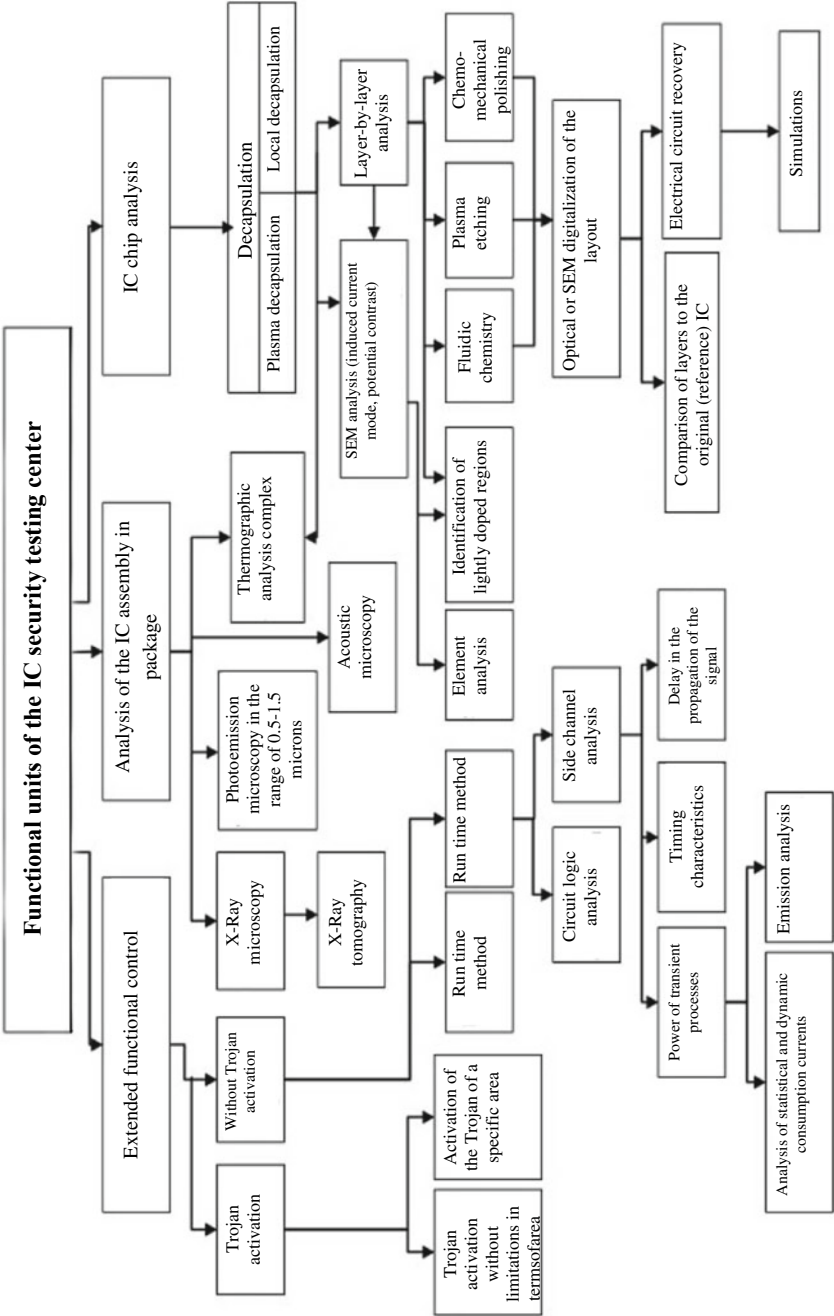 Functional units of the IC security testing center
Extended functional control
Analysis of the IC assembly in
package
IC chip analysis
Trojan
activation
Without Trojan
activation
X-Ray
microscopy
Photoemission
microscopy in the
range of 0.5-1.5
microns
Thermographic
analysis complex
Decapsulation
Plasma decapsulation
Local decapsulation
X-Ray
tomography
Acoustic
microscopy
SEM analysis (induced current
mode, potential contrast)
Layer-by-layer
analysis
Trojan
activation
without
limitations in
termsofarea
Activation of
the Trojan of a
specific area
Run time
method
Run time method
Element
analysis
Identification of
lightly doped regions
Fluidic
chemistry
Plasma
etching
Chemo-
mechanical
polishing
Circuit logic
analysis
Side channel
analysis
Optical or SEM digitalization of the
layout
Power of transient
processes
Timing
characteristics
Delay in the
propagation of the
signal
Comparison of layers to the
original (reference) IC
Electrical circuit recovery
Analysis of statistical and dynamic
consumption currents
Emission analysis
Simulations